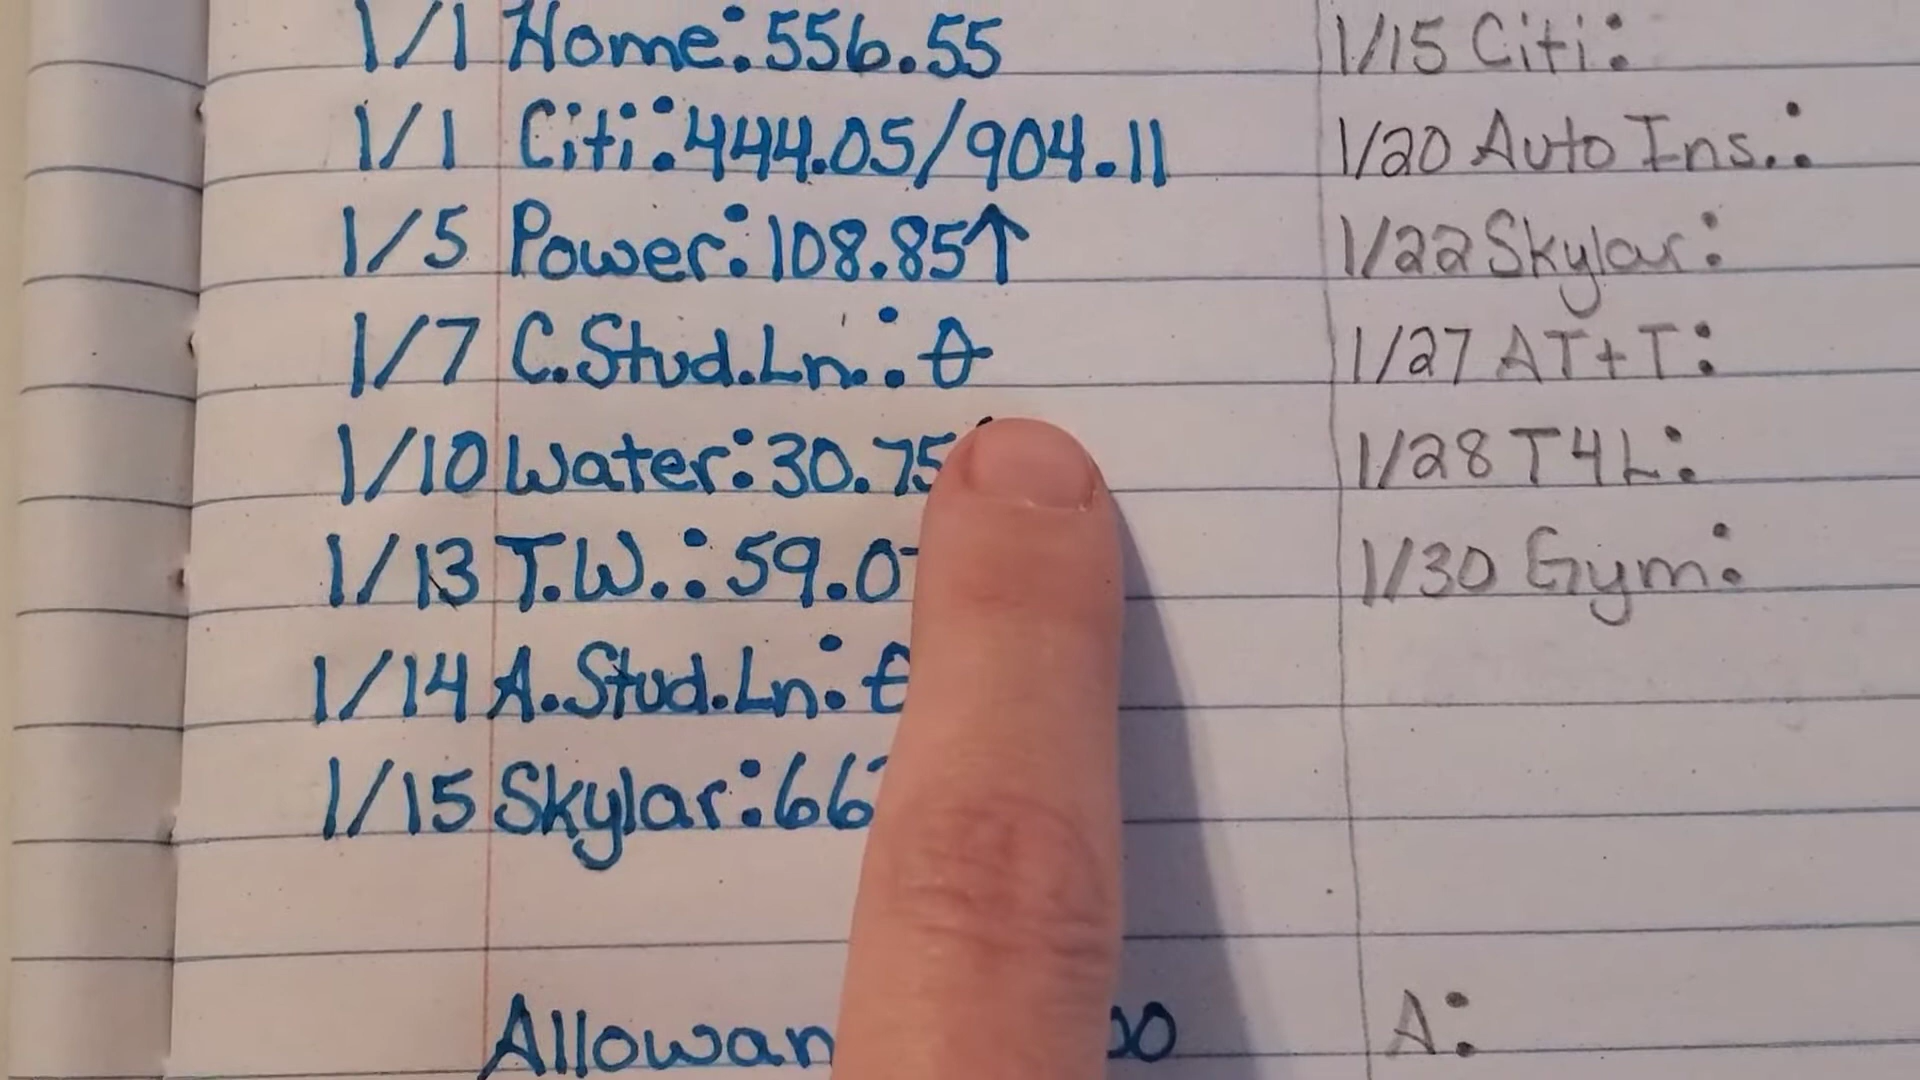 1/1 Home: 556.55
1/1 Citi: 444.05/904.11
1/5 Power: 108.85↑
1/7 C.Stud.Ln.: θ
1/10 Water: 30.75
1/13 T.W.: 59.0
1/14 A.Stud.Ln:
1/15 Skylar: 66
1/15 Citi:
1/20 Auto Ins.:
1/22 Skylar:
1/27 AT+T:
1/28 T4L:
1/30 Gym:
A: